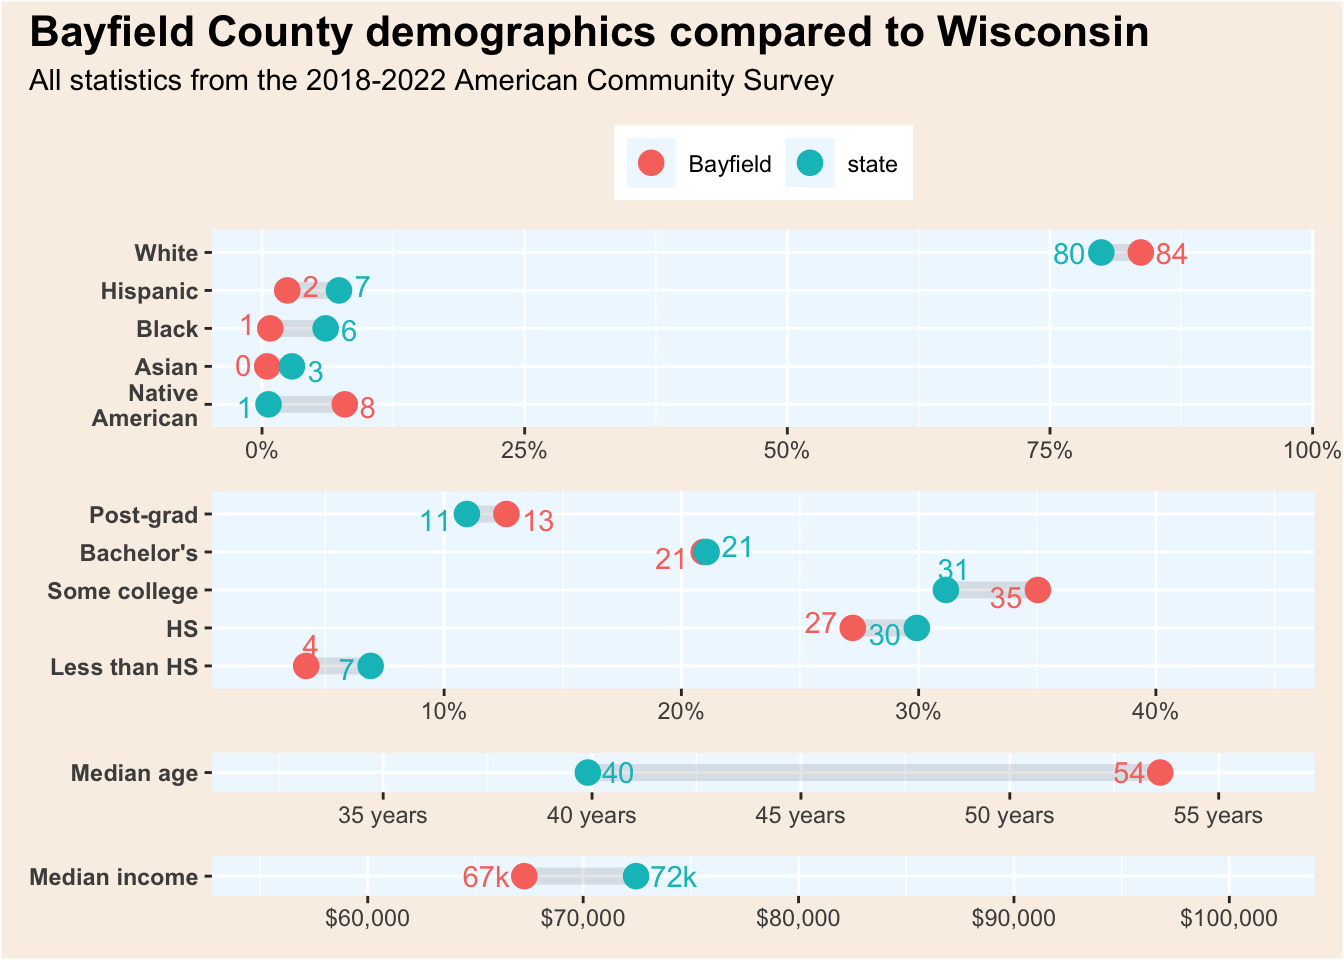 Bayfield County demographics compared to Wisconsin
All statistics from the 2018-2022 American Community Survey
Bayfield state
White 80 84
Hispanic 2 7
Black 1 6
Asian 0 3
Native
American 1 8
0% 25% 50% 75% 100%
Post-grad 11 13
Bachelor's 21 21
Some college 31 35
HS 27 30
Less than HS 4 7
10% 20% 30% 40%
Median age 40 54
35 years 40 years 45 years 50 years 55 years
Median income 67k 72k
$60,000 $70,000 $80,000 $90,000 $100,000